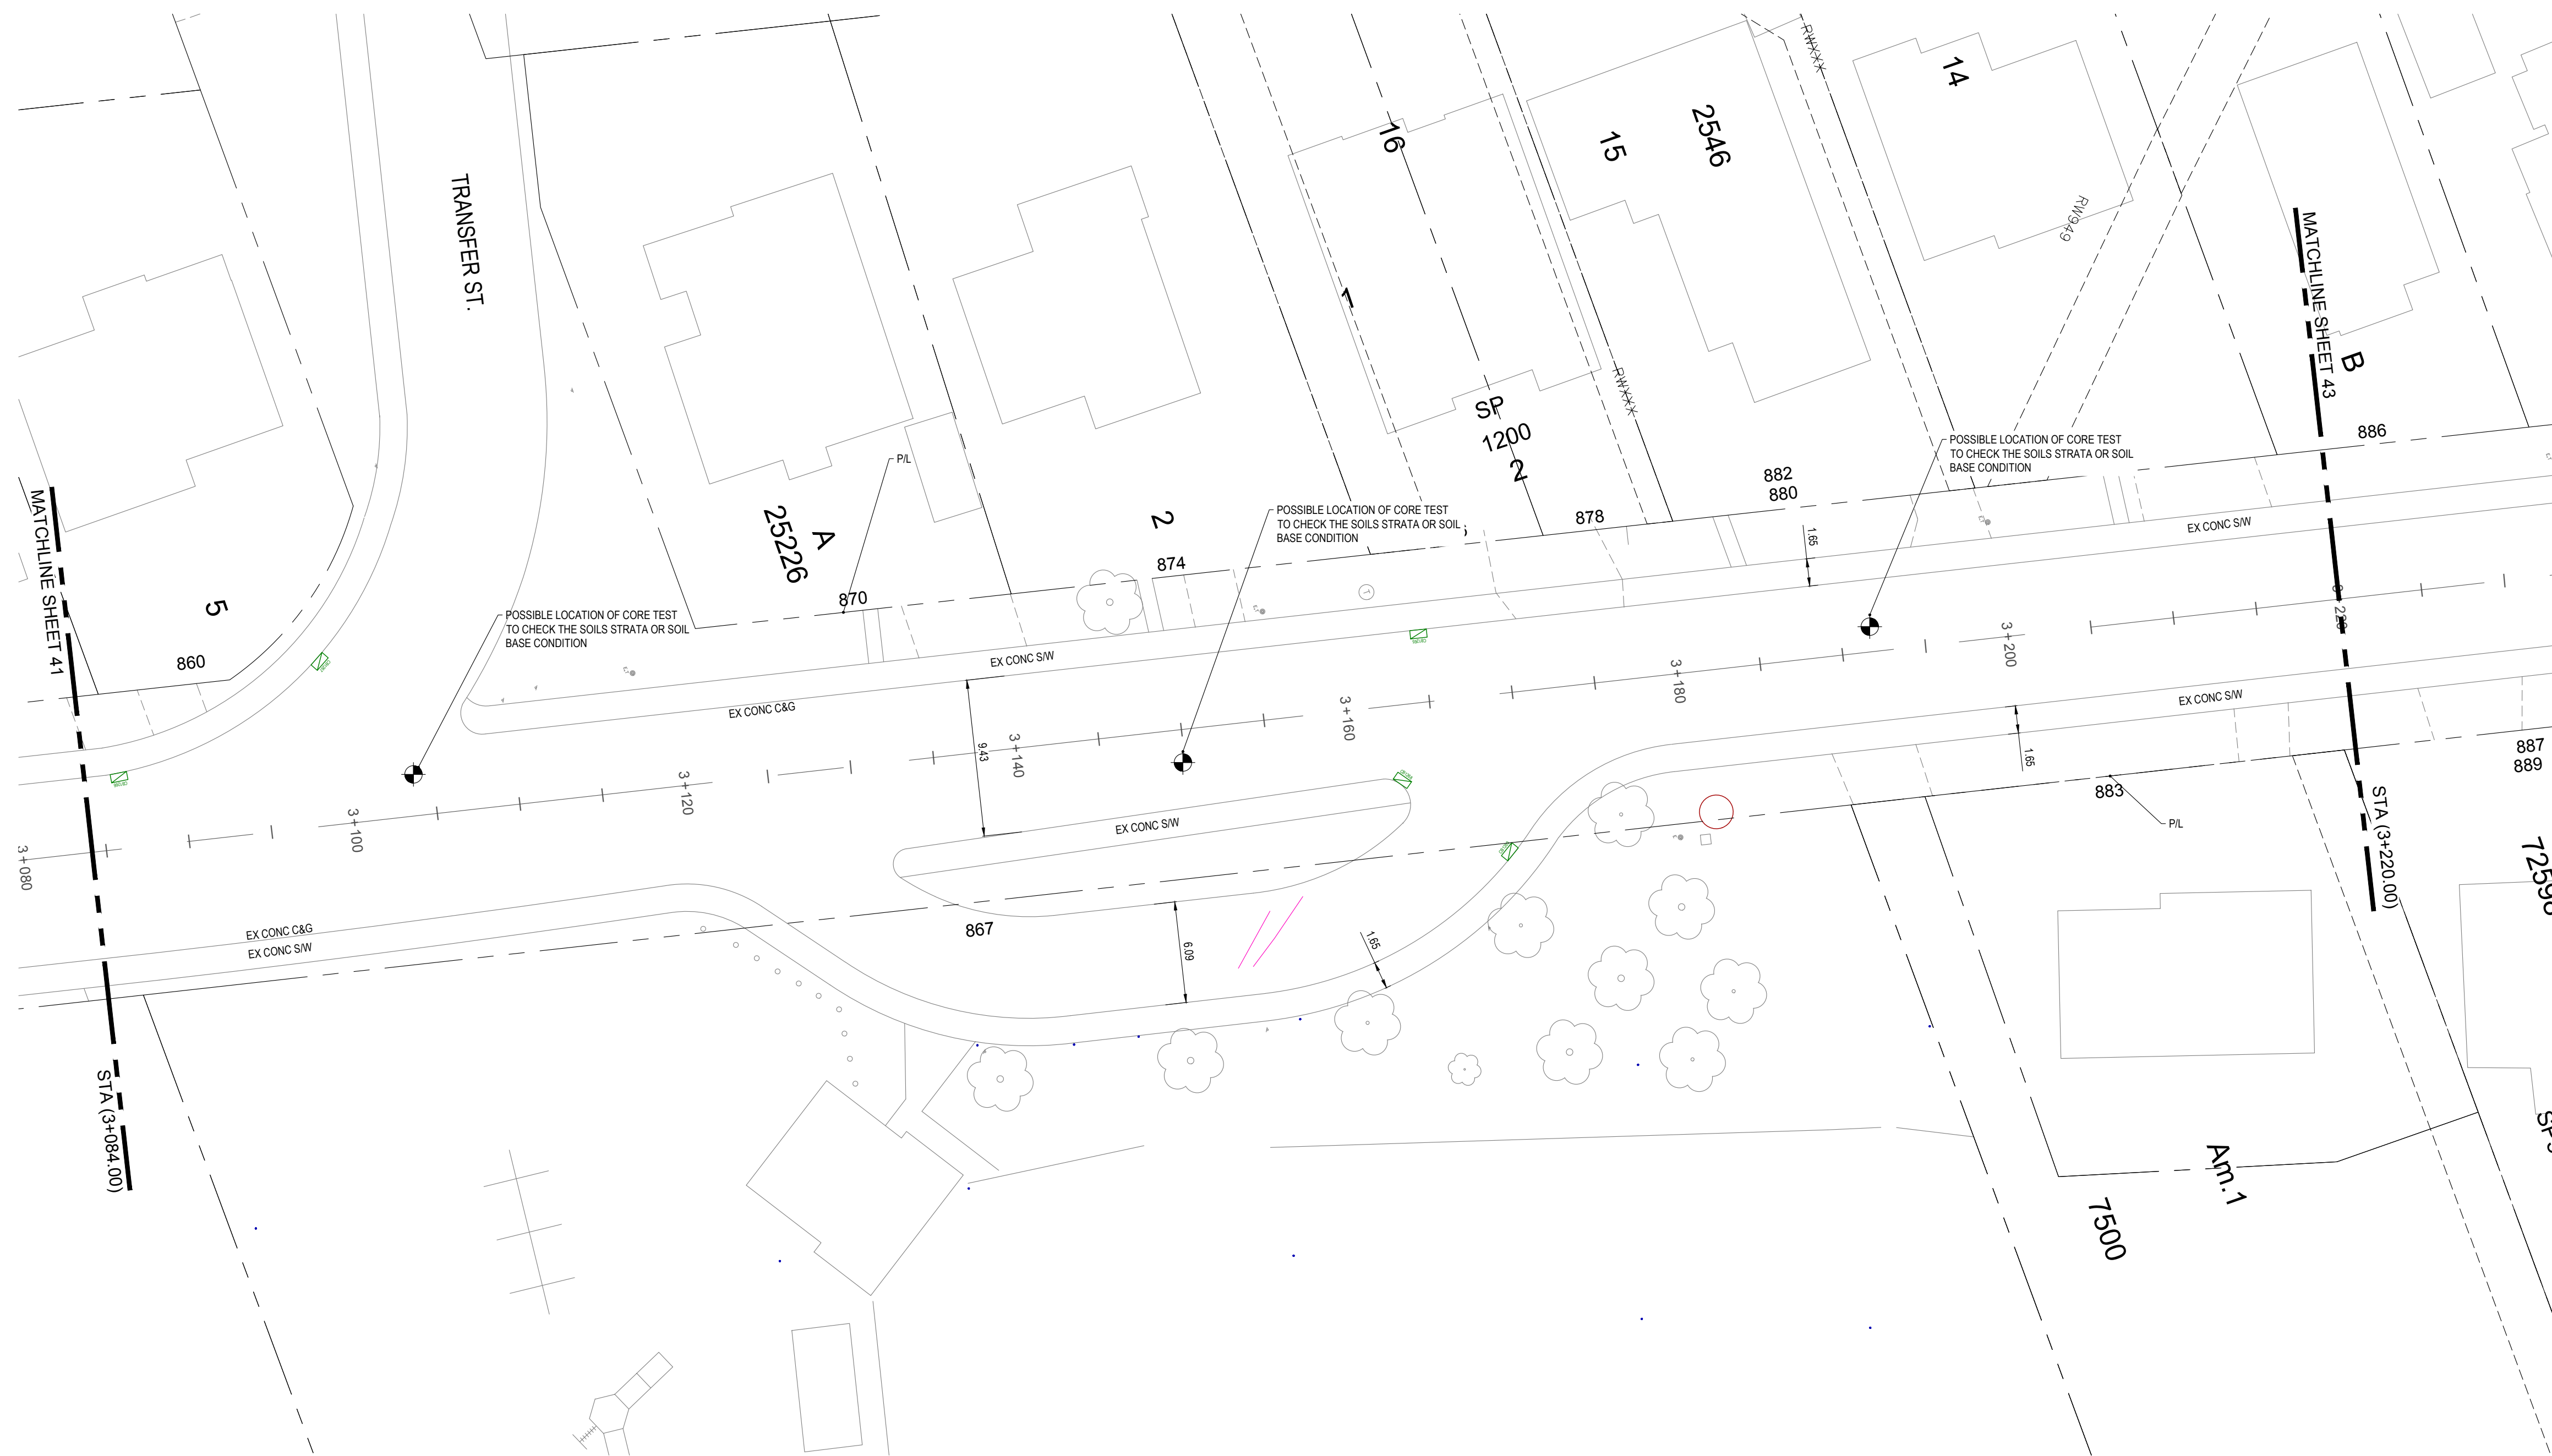 TRANSFER ST.
16
1
15
2546
RWXXX
14
RW949
MATCHLINE SHEET 43
B
886
SP
1200
2
RWXXX
882
880
878
POSSIBLE LOCATION OF CORE TEST
TO CHECK THE SOILS STRATA OR SOIL
BASE CONDITION
P/L
A
25226
870
2
874
POSSIBLE LOCATION OF CORE TEST
TO CHECK THE SOILS STRATA OR SOIL
BASE CONDITION
MATCHLINE SHEET 41
5
860
POSSIBLE LOCATION OF CORE TEST
TO CHECK THE SOILS STRATA OR SOIL
BASE CONDITION
1.65
EX CONC S/W
EX CONC S/W
EX CONC C&G
9.43
3+080
3+100
3+120
3+140
3+160
3+180
3+200
3+220
EX CONC S/W
EX CONC S/W
1.65
883
P/L
887
889
STA (3+220.00)
EX CONC C&G
EX CONC S/W
867
6.09
1.65
STA (3+084.00)
Am.1
7500